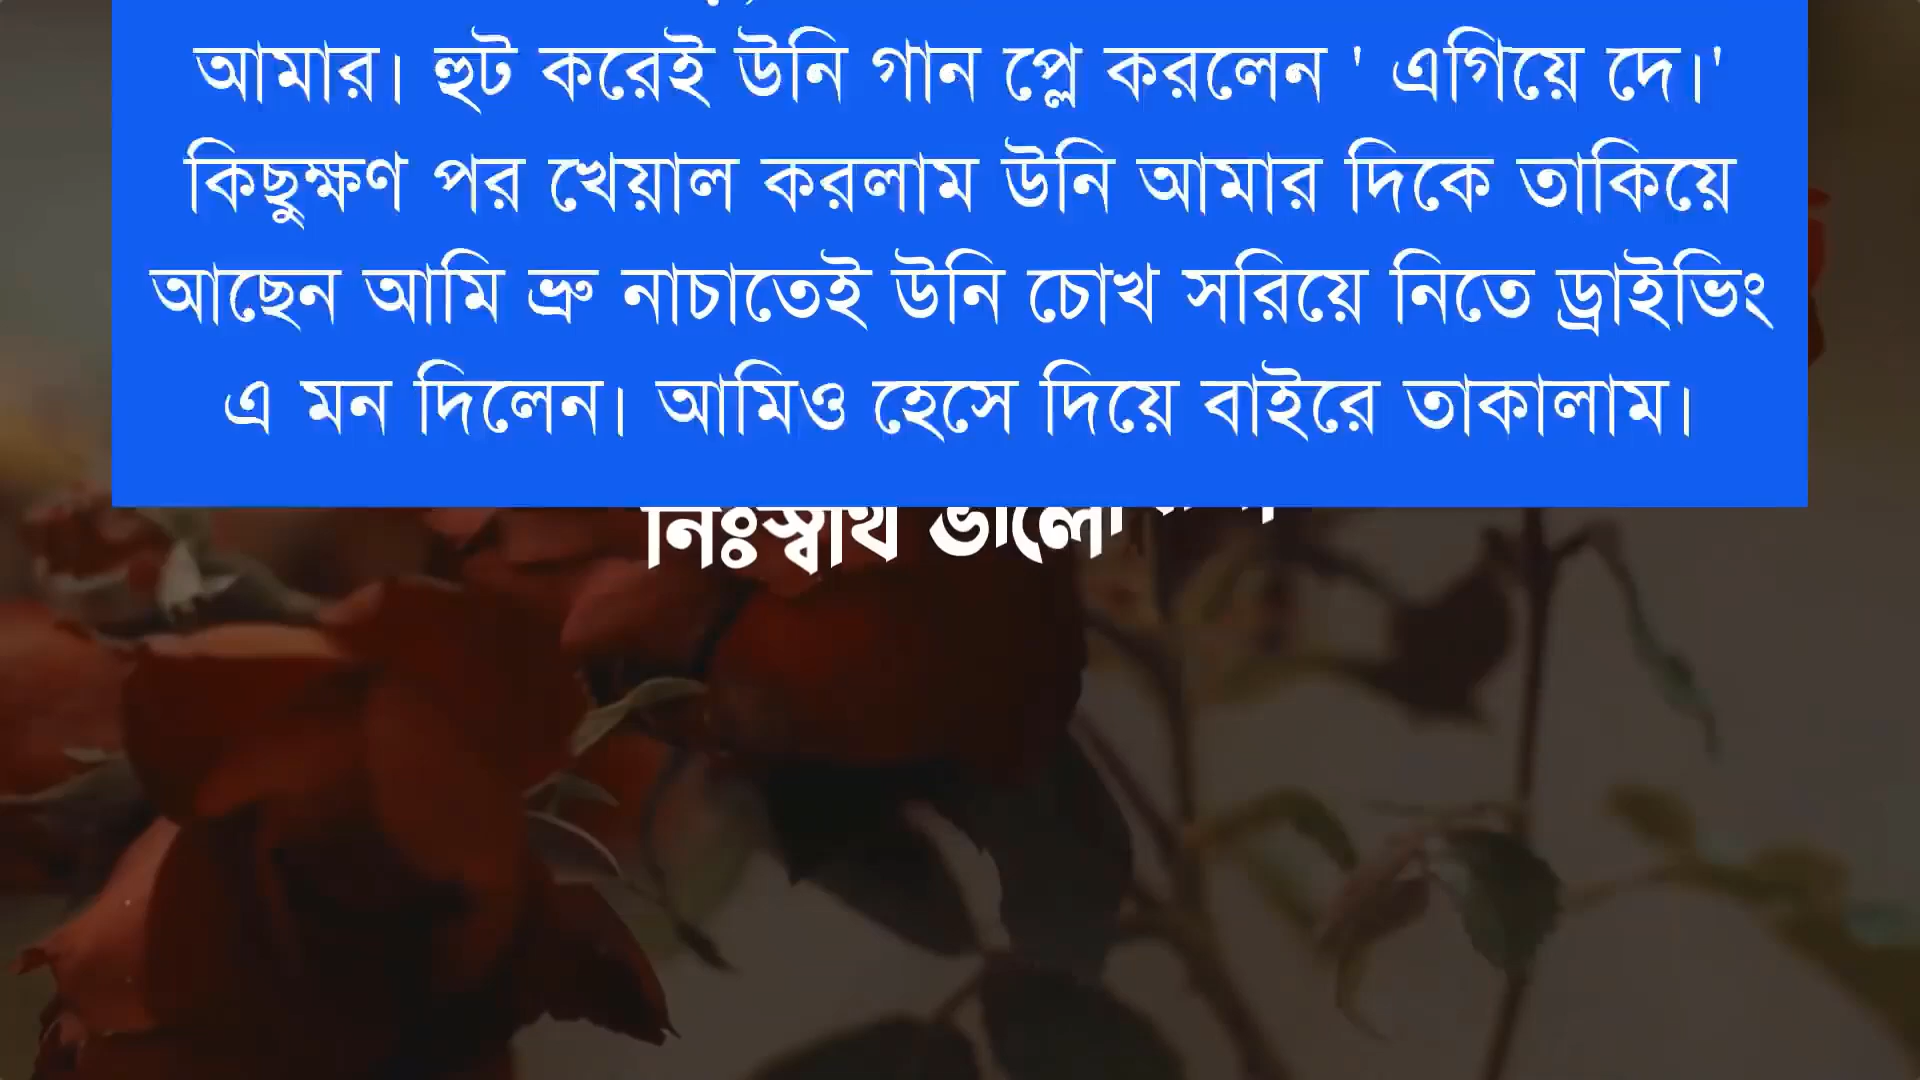 আমার। হুট করেই উনি গান প্লে করলেন ' এগিয়ে দে।'
কিছুক্ষণ পর খেয়াল করলাম উনি আমার দিকে তাকিয়ে
আছেন আমি ভ্রু নাচাতেই উনি চোখ সরিয়ে নিতে ড্রাইভিং
এ মন দিলেন। আমিও হেসে দিয়ে বাইরে তাকালাম।
নিঃস্বার্থ